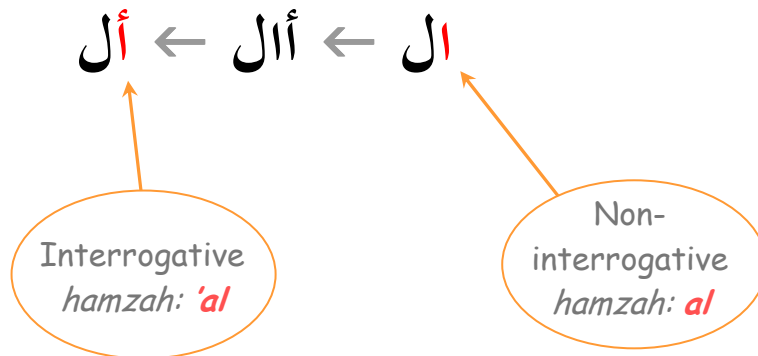 ال ← أال ← أل
Interrogative
hamzah: ’al
Non-
interrogative
hamzah: al